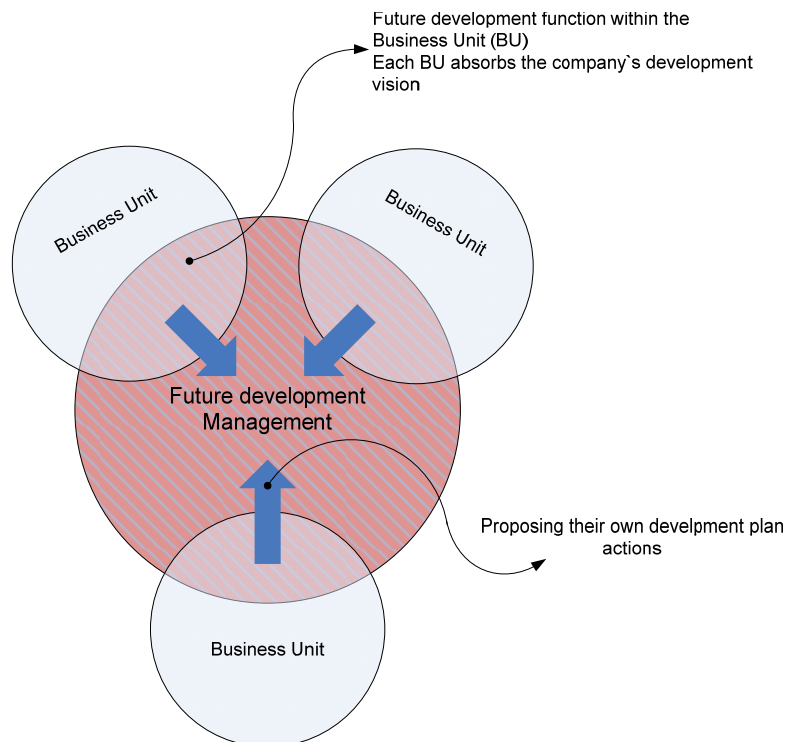 Future development function within the
Business Unit (BU)
Each BU absorbs the company`s development
vision
Business Unit
Business Unit
Future development
Management
Proposing their own develpment plan
actions
Business Unit